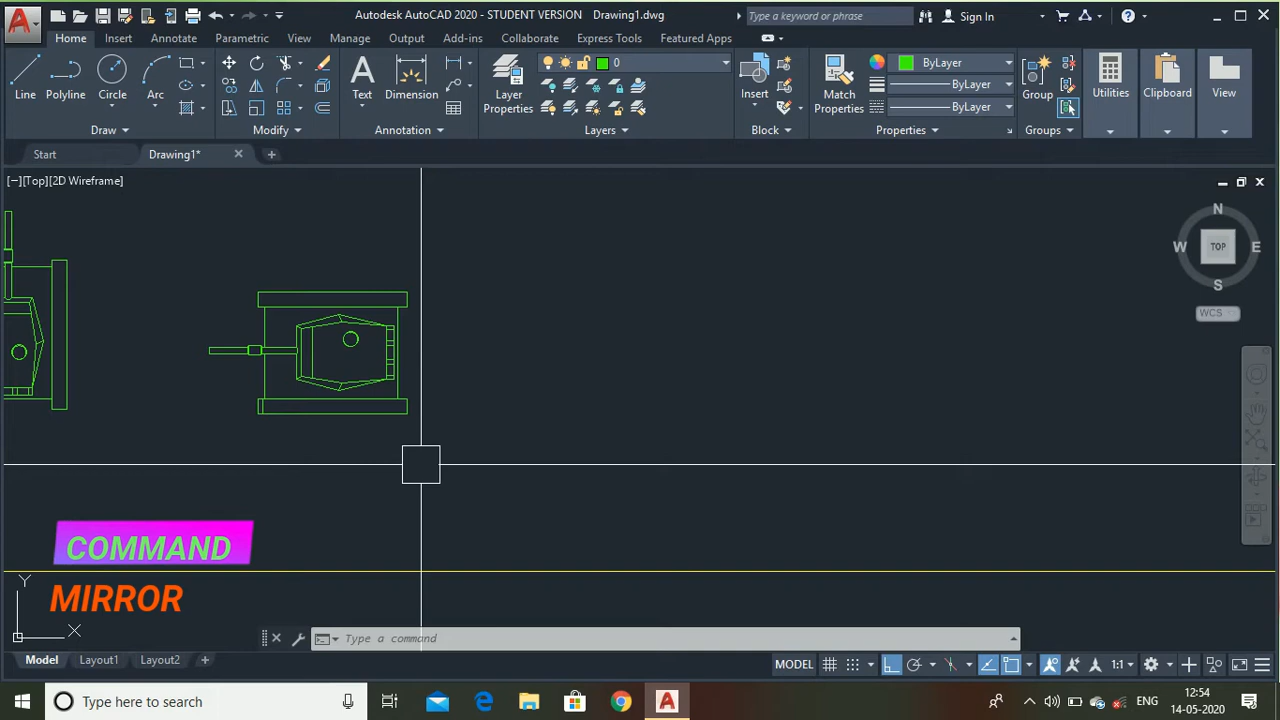 Autodesk AutoCAD 2020 - STUDENT VERSION Drawing1.dwg
Type a keyword or phrase
Sign In
Home Insert Annotate Parametric View Manage Output Add-ins Collaborate Express Tools Featured Apps
Line Polyline Circle Arc
Text Dimension
Layer Properties
0
Insert
Match Properties
ByLayer
ByLayer
ByLayer
Group
Utilities
Clipboard
View
Draw Modify Annotation Layers Block Properties Groups
Start Drawing1*
[−][Top][2D Wireframe]
N
W TOP E
S
WCS
COMMAND
Y
MIRROR
X
Type a command
Model Layout1 Layout2
MODEL 1:1
Type here to search
ENG
12:54
14-05-2020